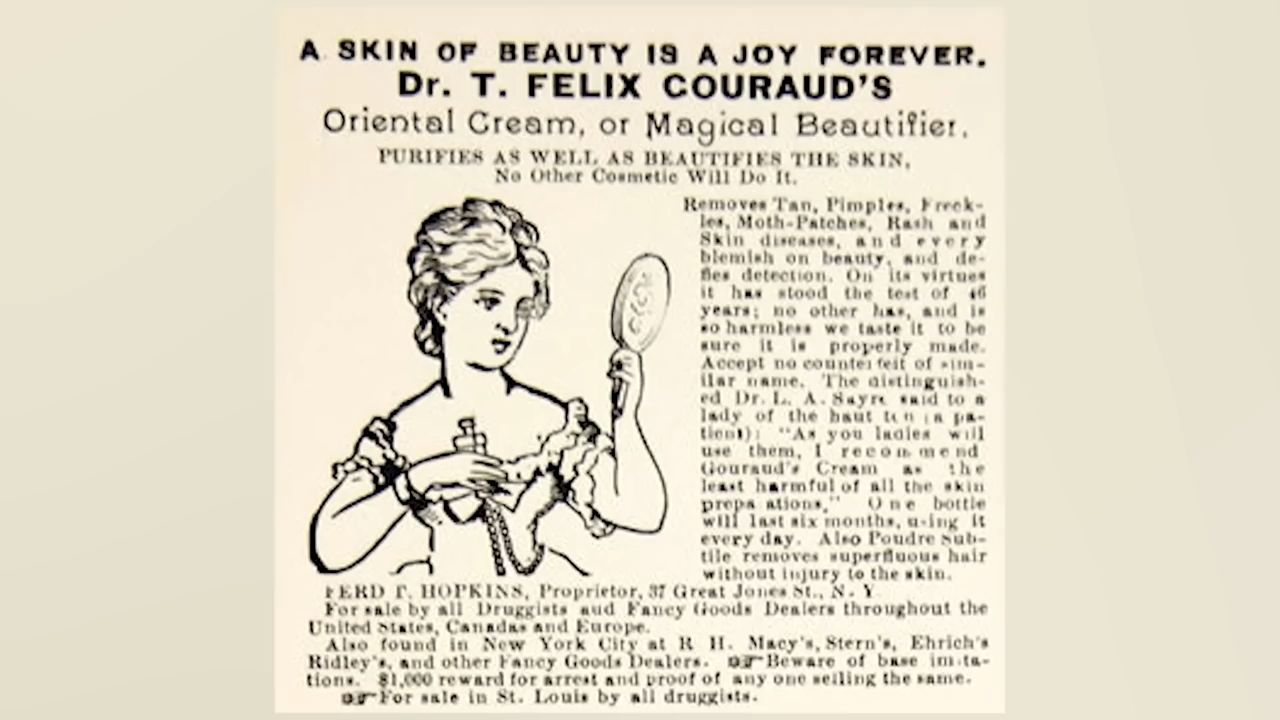 A SKIN OF BEAUTY IS A JOY FOREVER.
Dr. T. FELIX GOURAUD'S
Oriental Cream, or Magical Beautifier.
PURIFIES AS WELL AS BEAUTIFIES THE SKIN,
No Other Cosmetic Will Do It.
Removes Tan, Pimples, Freck-
les, Moth-Patches, Rash and
Skin diseases, and every
blemish on beauty, and de-
fies detection. On its virtues
it has stood the test of 46
years; no other has, and is
so harmless we taste it to be
sure it is properly made.
Accept no counterfeit of sim-
ilar name. The distinguish-
ed Dr. L. A. Sayre said to a
lady of the haut ton (a pa-
tient): "As you ladies will
use them, I recommend
Gouraud's Cream as the
least harmful of all the skin
prepa ations." One bottle
will last six months, using it
every day. Also Poudre Sub-
tile removes superfluous hair
without injury to the skin.
FERD T. HOPKINS, Proprietor, 37 Great Jones St., N. Y
For sale by all Druggists and Fancy Goods Dealers throughout the
United States, Canadas and Europe.
Also found in New York City at R. H. Macy's, Stern's, Ehrich's
Ridley's, and other Fancy Goods Dealers. ☞ Beware of base imita-
tions. $1,000 reward for arrest and proof of any one selling the same.
☞ For sale in St. Louis by all druggists.